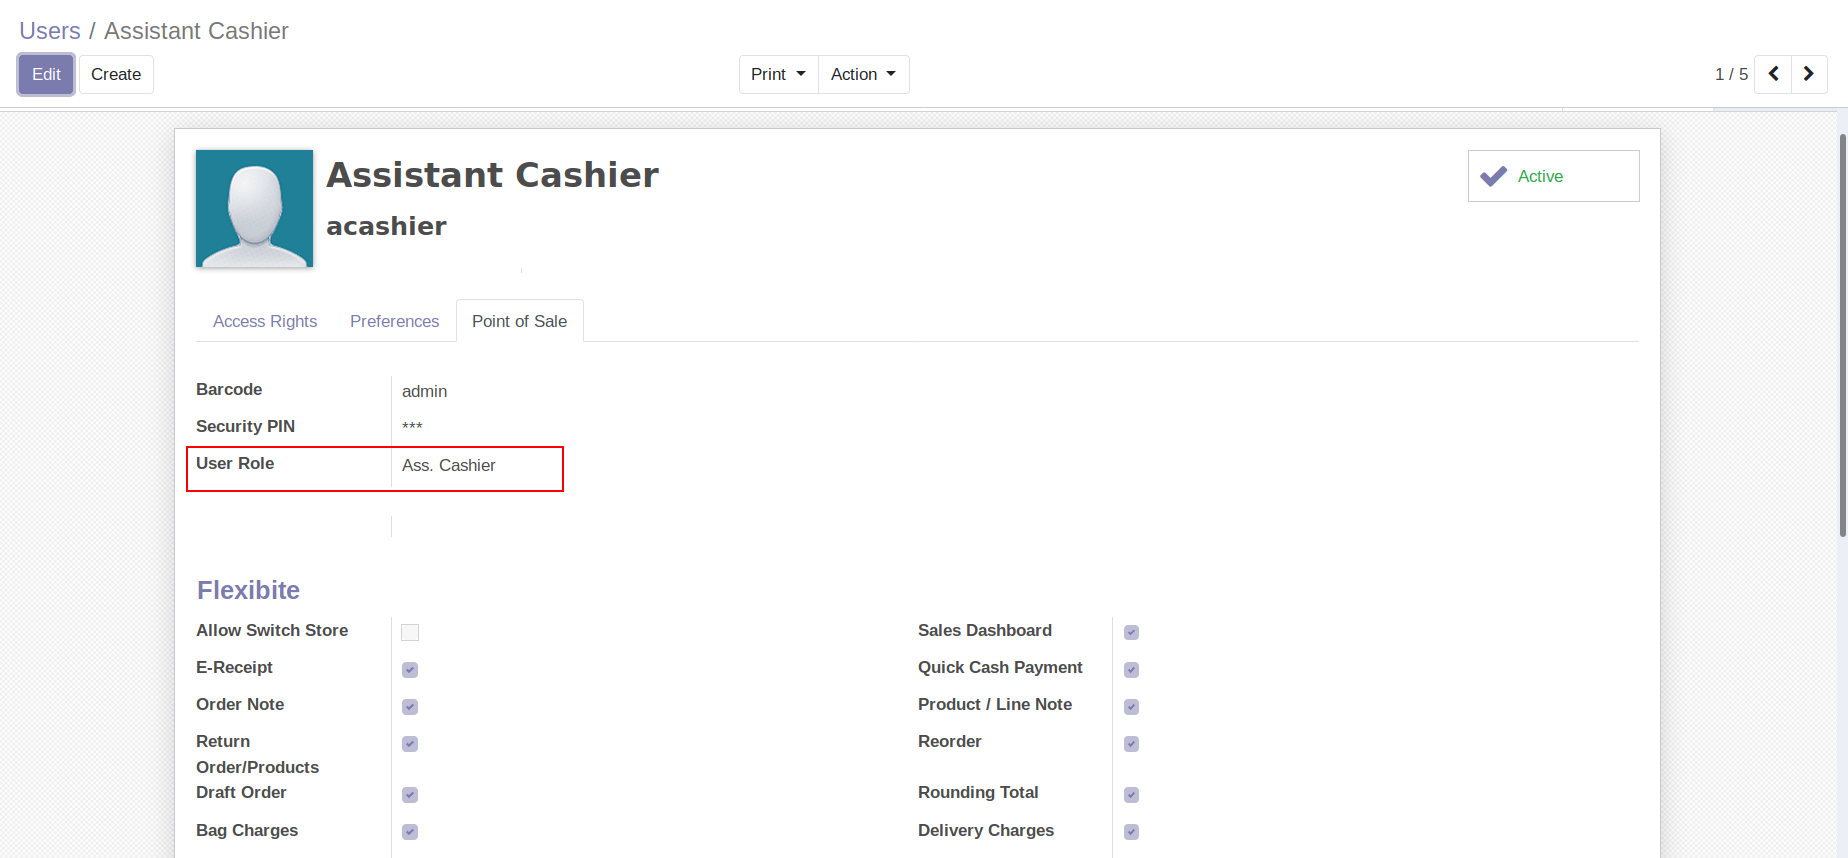 Users / Assistant Cashier
Edit Create Print Action 1 / 5
Assistant Cashier
acashier
Active
Access Rights Preferences Point of Sale
Barcode admin
Security PIN ***
User Role Ass. Cashier
Flexibite
Allow Switch Store Sales Dashboard
E-Receipt Quick Cash Payment
Order Note Product / Line Note
Return Reorder
Order/Products
Draft Order Rounding Total
Bag Charges Delivery Charges